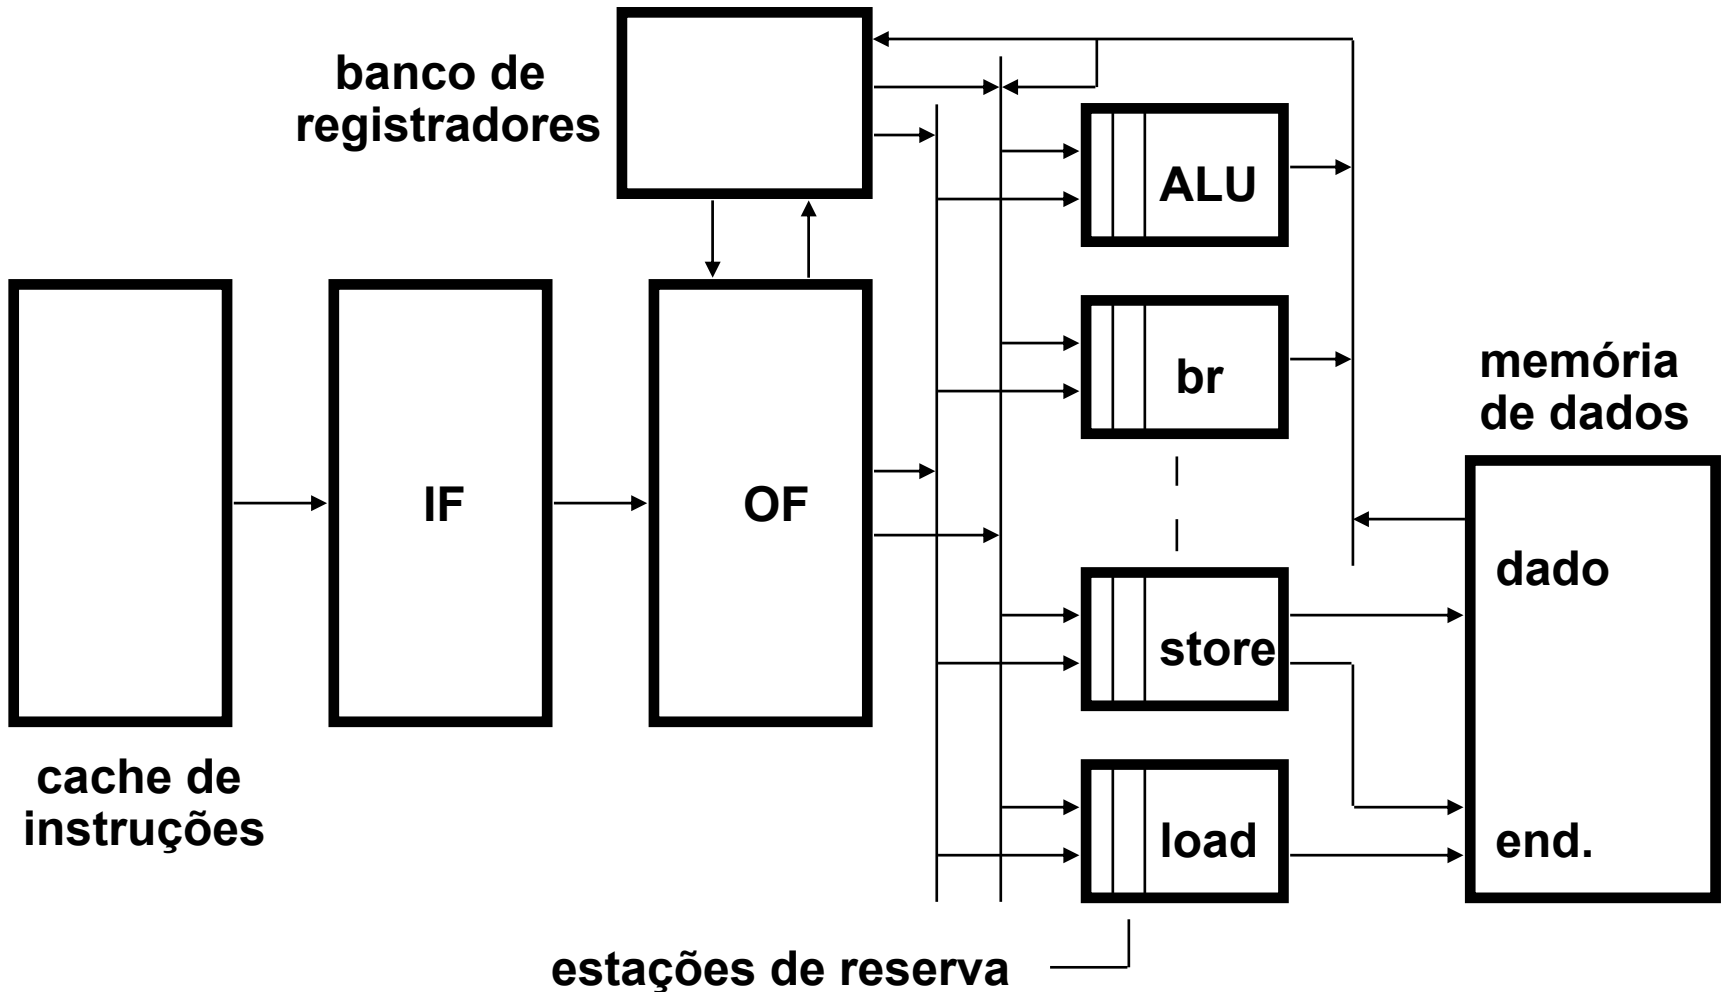 banco de
registradores
ALU
br
memória
de dados
IF
OF
dado
store
cache de
instruções
load
end.
estações de reserva